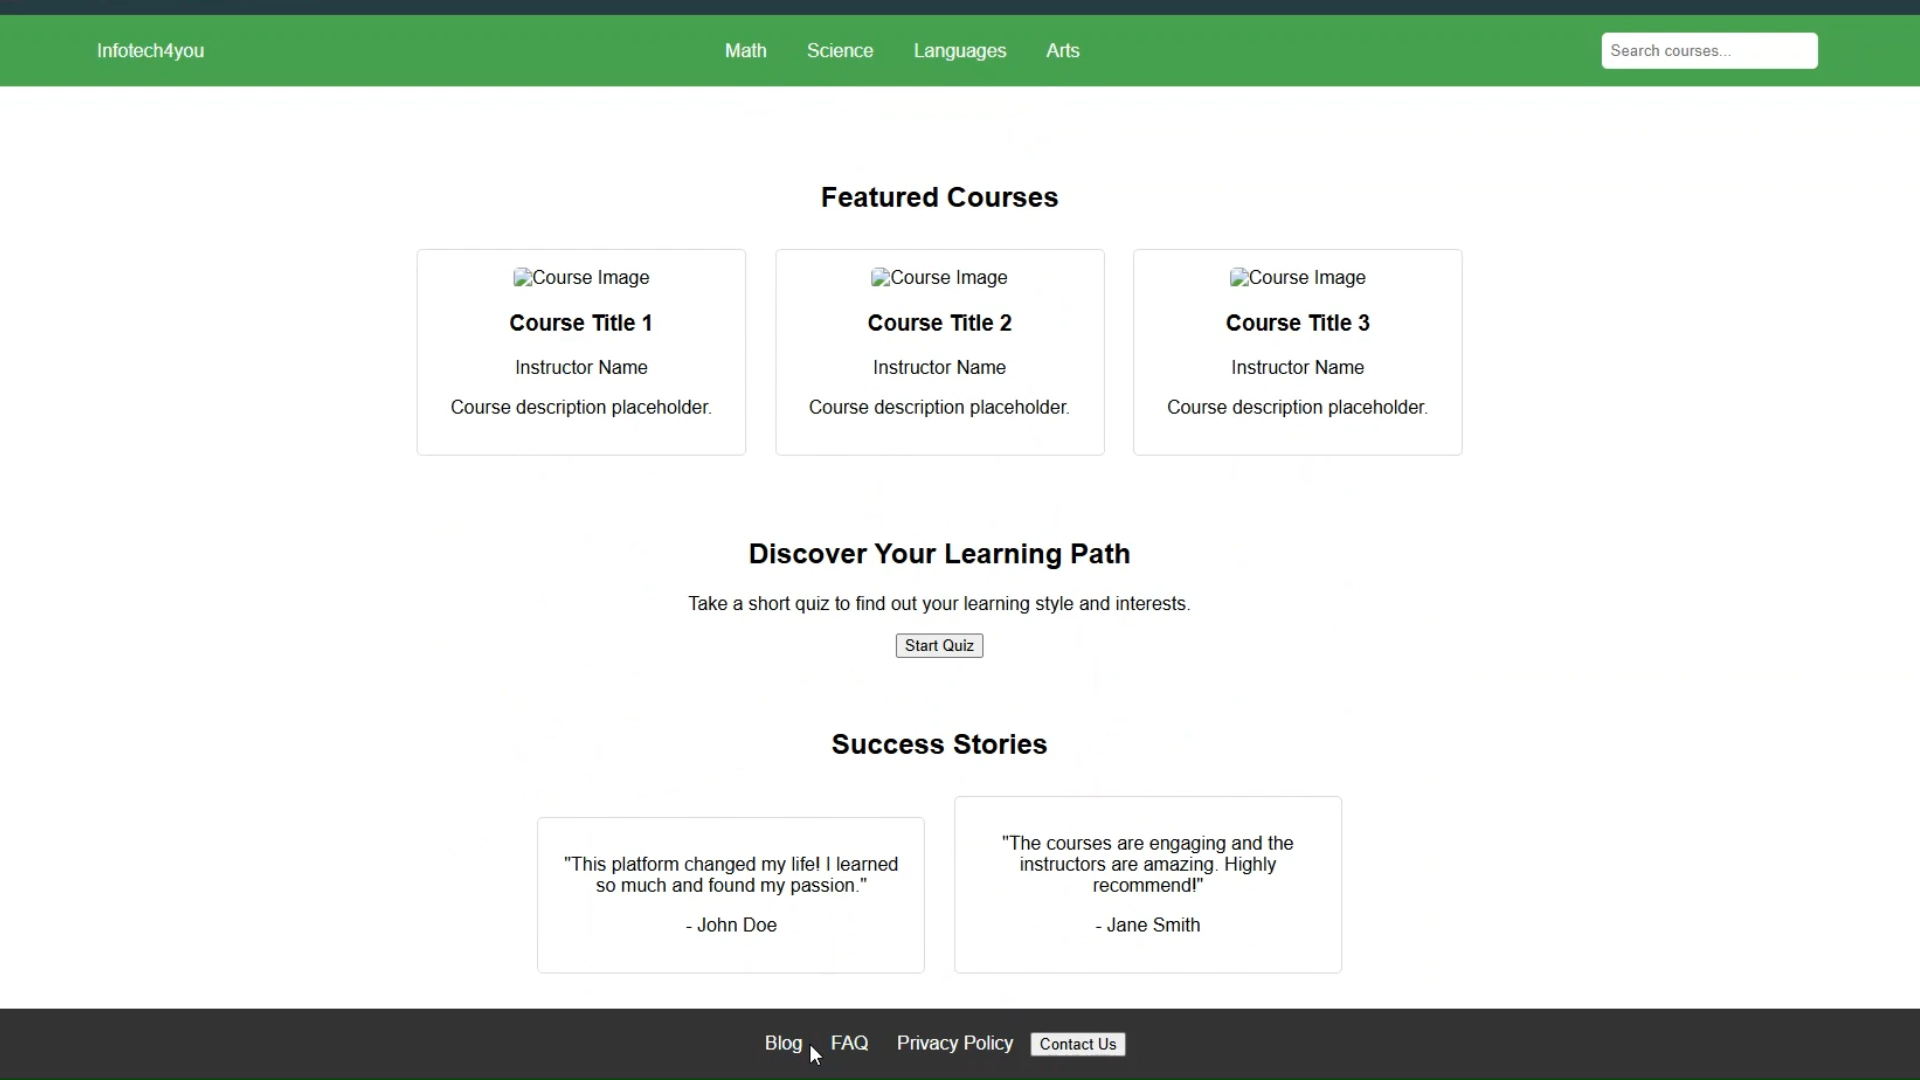 Infotech4you
Math Science Languages Arts
Search courses...
Featured Courses
Course Image
Course Title 1
Instructor Name
Course description placeholder.
Course Image
Course Title 2
Instructor Name
Course description placeholder.
Course Image
Course Title 3
Instructor Name
Course description placeholder.
Discover Your Learning Path
Take a short quiz to find out your learning style and interests.
Start Quiz
Success Stories
"This platform changed my life! I learned
so much and found my passion."
- John Doe
"The courses are engaging and the
instructors are amazing. Highly
recommend!"
- Jane Smith
Blog FAQ Privacy Policy Contact Us